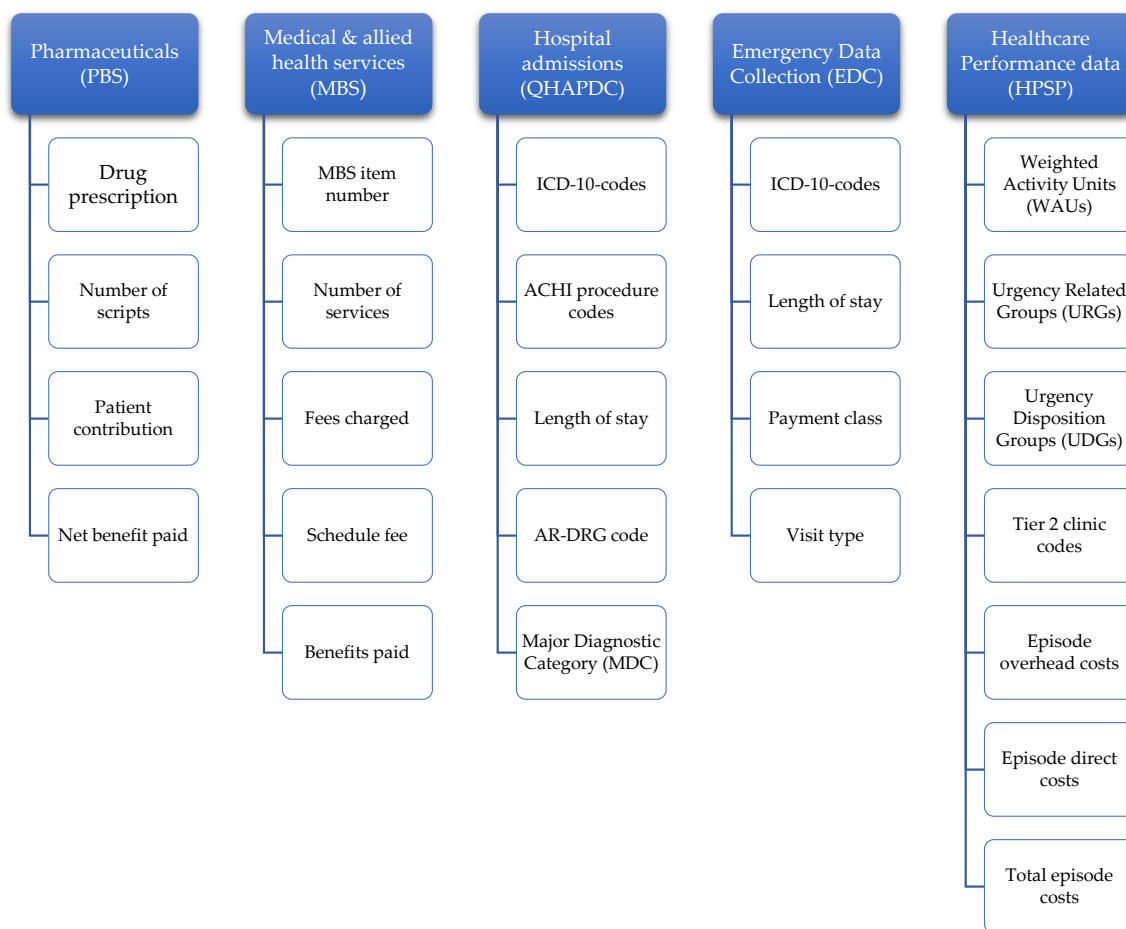 Pharmaceuticals
(PBS)
Drug
prescription
Number of
scripts
Patient
contribution
Net benefit paid
Medical & allied
health services
(MBS)
MBS item
number
Number of
services
Fees charged
Schedule fee
Benefits paid
Hospital
admissions
(QHAPDC)
ICD-10-codes
ACHI procedure
codes
Length of stay
AR-DRG code
Major Diagnostic
Category (MDC)
Emergency Data
Collection (EDC)
ICD-10-codes
Length of stay
Payment class
Visit type
Healthcare
Performance data
(HPSP)
Weighted
Activity Units
(WAUs)
Urgency Related
Groups (URGs)
Urgency
Disposition
Groups (UDGs)
Tier 2 clinic
codes
Episode
overhead costs
Episode direct
costs
Total episode
costs